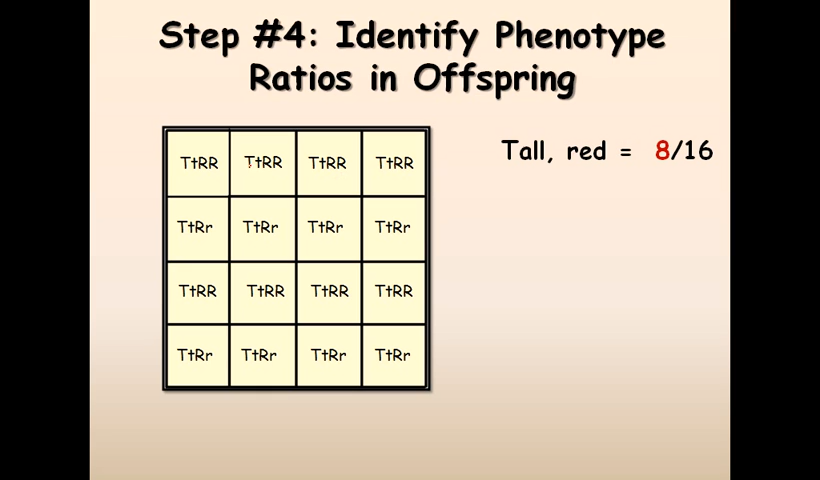 Step #4: Identify Phenotype
Ratios in Offspring
Tall, red = 8/16
TtRR TtRR TtRR TtRR
TtRr TtRr TtRr TtRr
TtRR TtRR TtRR TtRR
TtRr TtRr TtRr TtRr